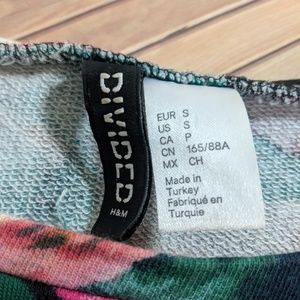 DIVIDED
H&M
EUR S
US S
CA P
CN 165/88A
MX CH
Made in
Turkey
Fabriqué en
Turquie